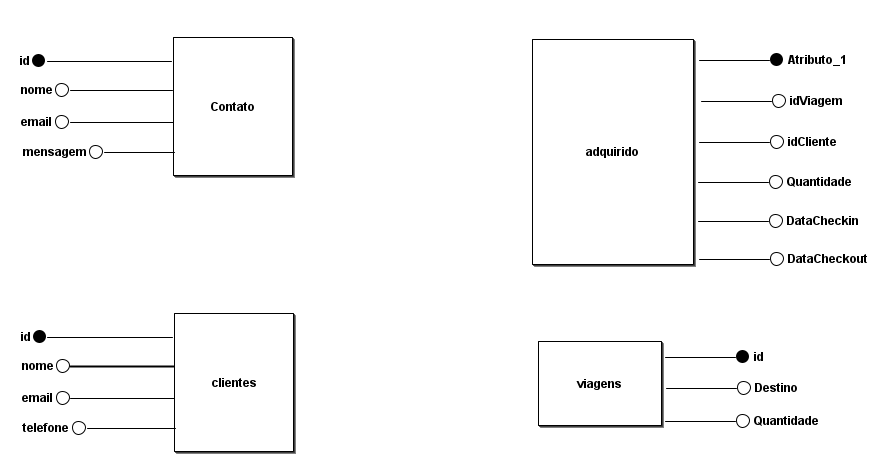 id
nome
email
mensagem
Contato
adquirido
Atributo_1
idViagem
idCliente
Quantidade
DataCheckin
DataCheckout
id
nome
email
telefone
clientes
viagens
id
Destino
Quantidade